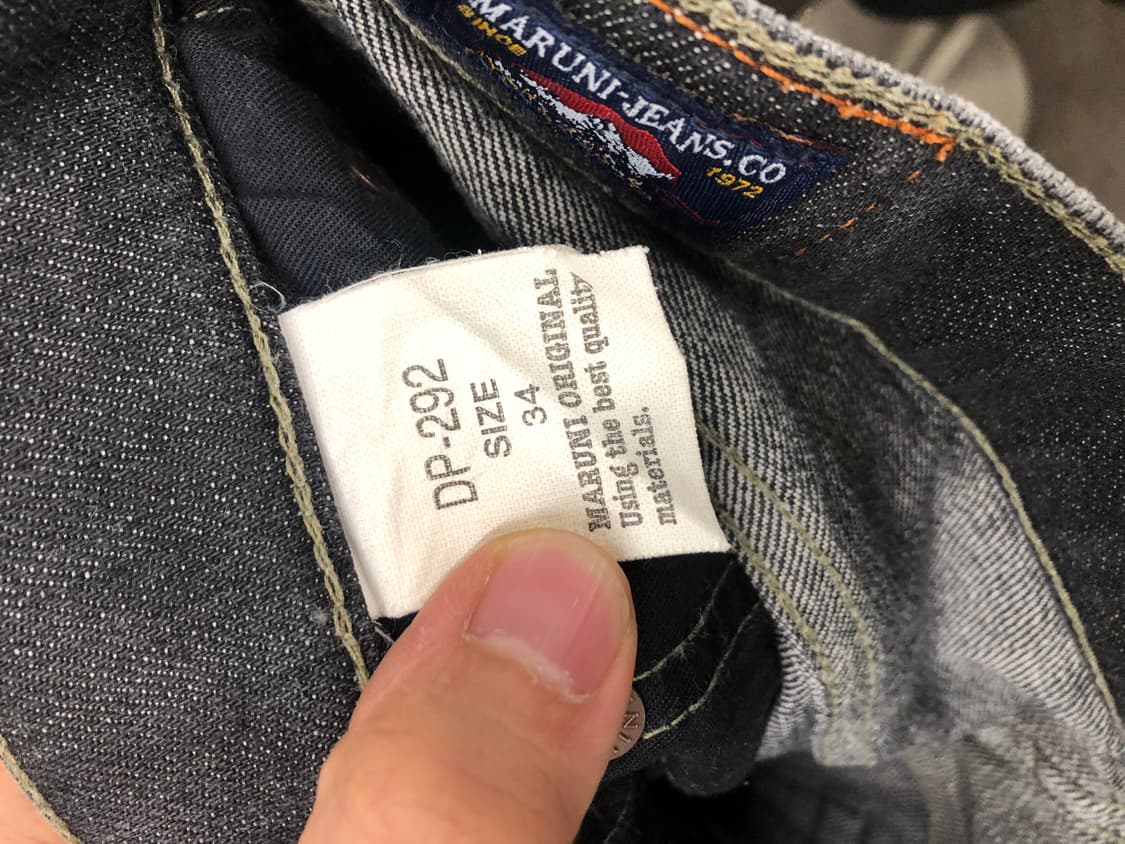 MARUNI-JEANS.CO
SINCE 1972
DP-292
SIZE
34
MARUNI ORIGINAL
Using the best quality
materials.